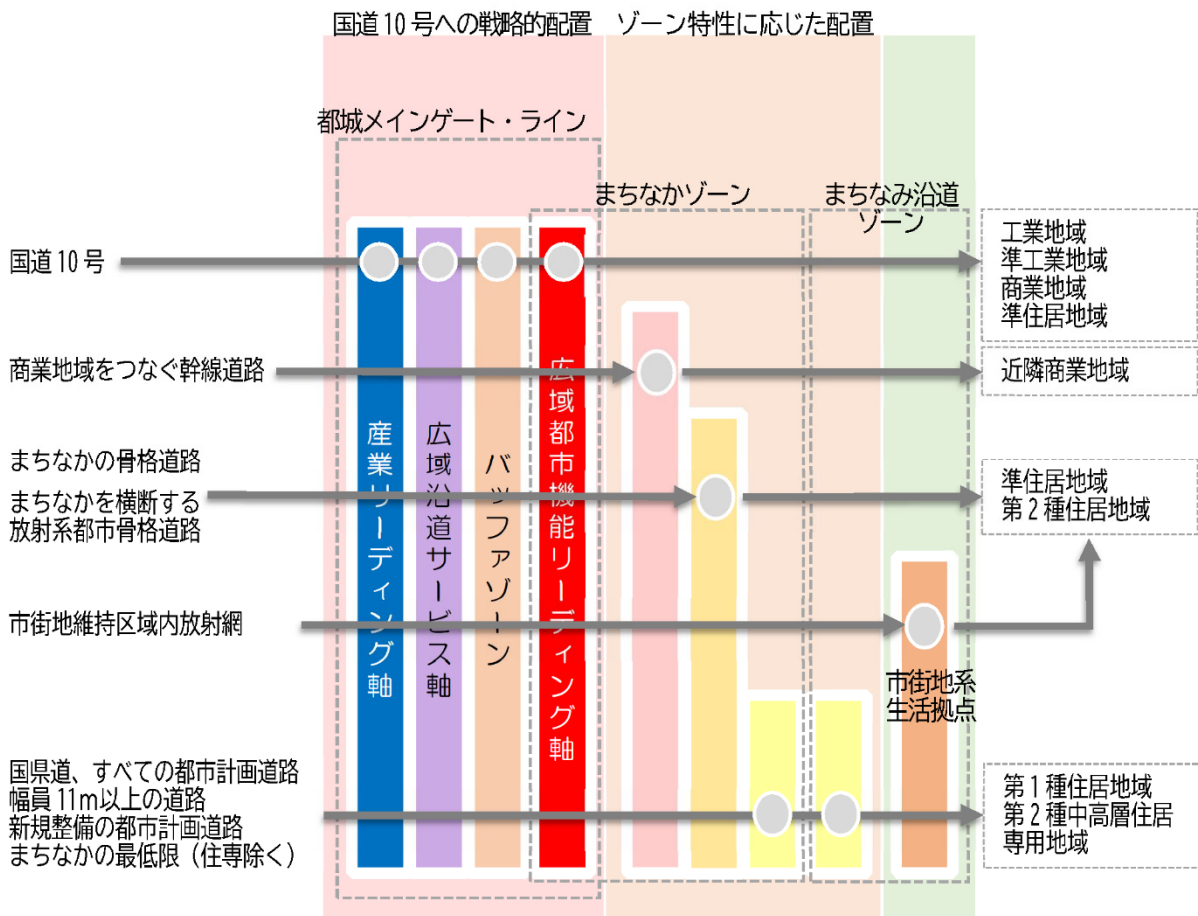 国道10号への戦略的配置
ゾーン特性に応じた配置
都城メインゲート・ライン
まちなかゾーン
まちなみ沿道
ゾーン
国道10号
工業地域
準工業地域
商業地域
準住居地域
商業地域をつなぐ幹線道路
近隣商業地域
産業リーディング軸
広域沿道サービス軸
バッファゾーン
広域都市機能リーディング軸
まちなかの骨格道路
まちなかを横断する
放射系都市骨格道路
準住居地域
第2種住居地域
市街地維持区域内放射網
市街地系
生活拠点
国県道、すべての都市計画道路
幅員11m以上の道路
新規整備の都市計画道路
まちなかの最低限(住専除く)
第1種住居地域
第2種中高層住居
専用地域